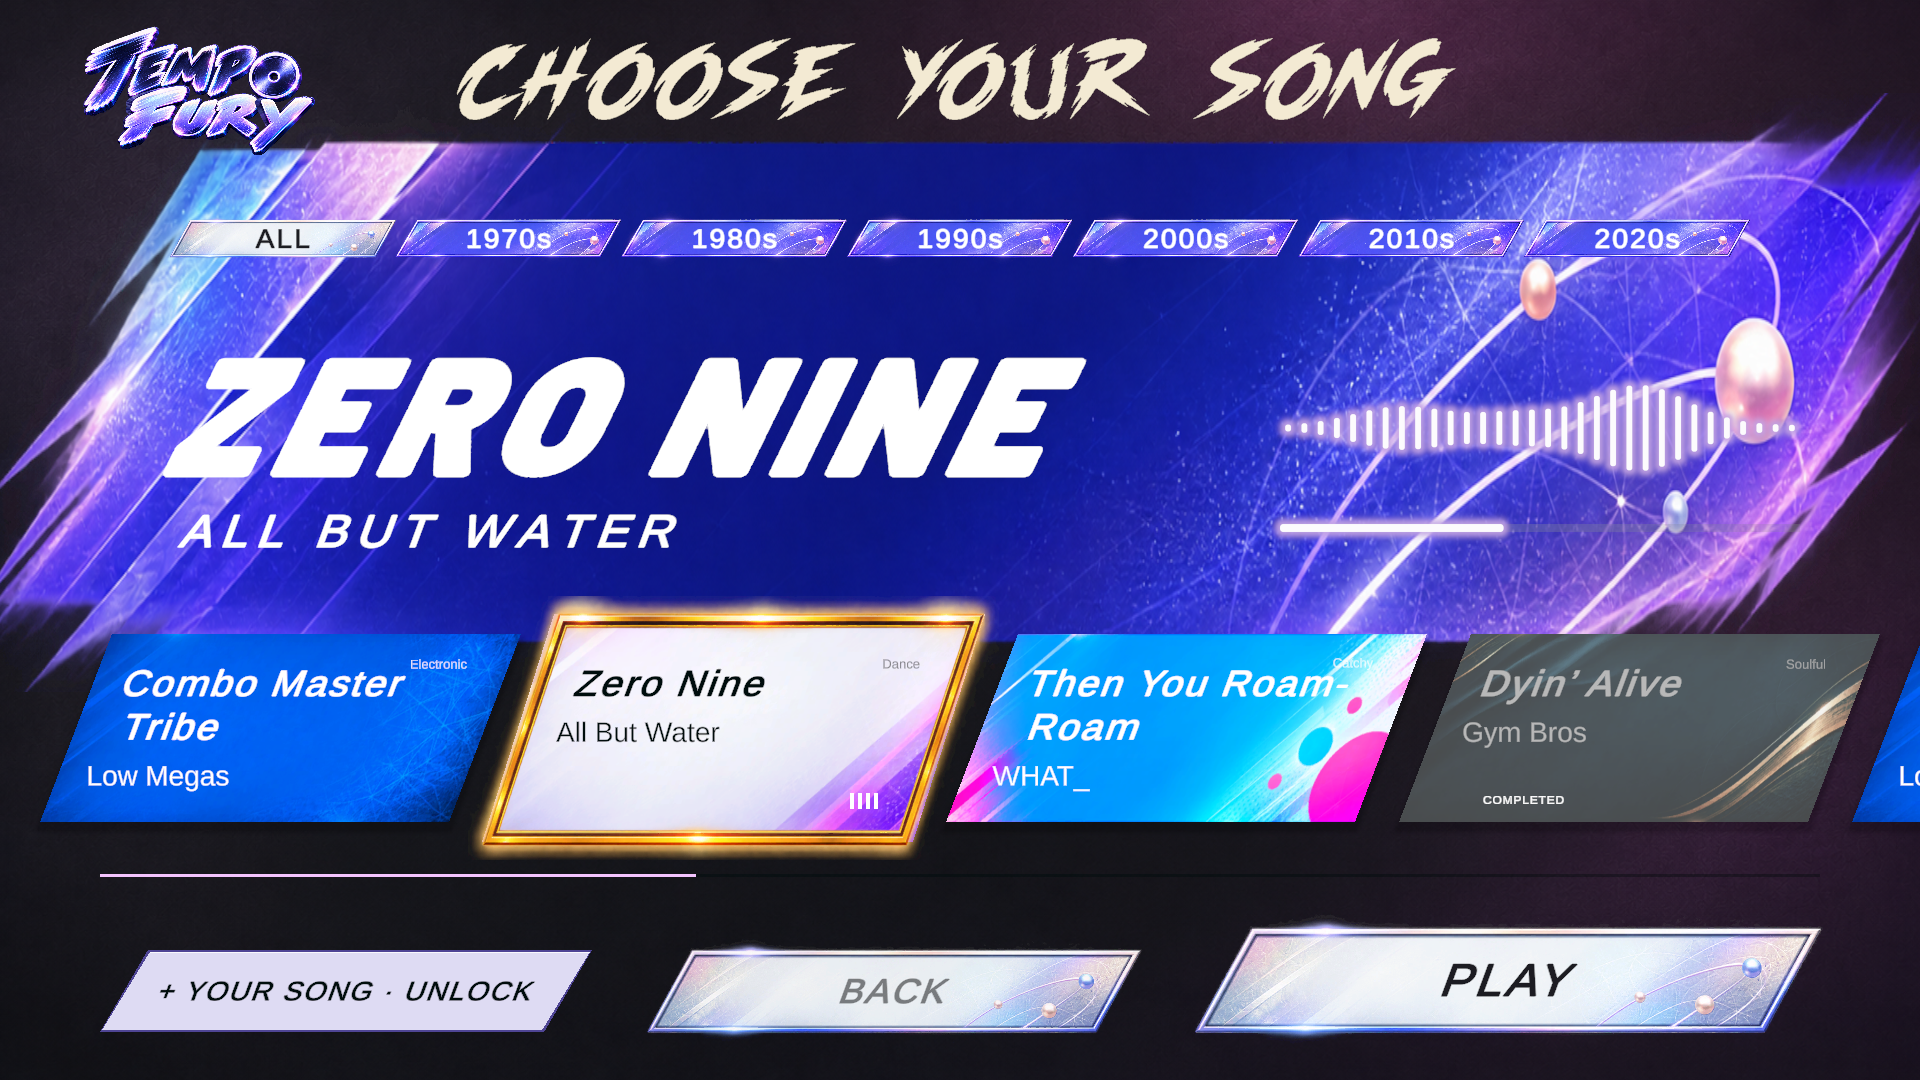 TEMPO
FURY
CHOOSE YOUR SONG
ALL
1970s
1980s
1990s
2000s
2010s
2020s
ZERO NINE
ALL BUT WATER
Electronic
Combo Master
Tribe
Low Megas
Dance
Zero Nine
All But Water
Catchy
Then You Roam-
Roam
WHAT_
Soulful
Dyin’ Alive
Gym Bros
COMPLETED
Lo
+ YOUR SONG · UNLOCK
BACK
PLAY